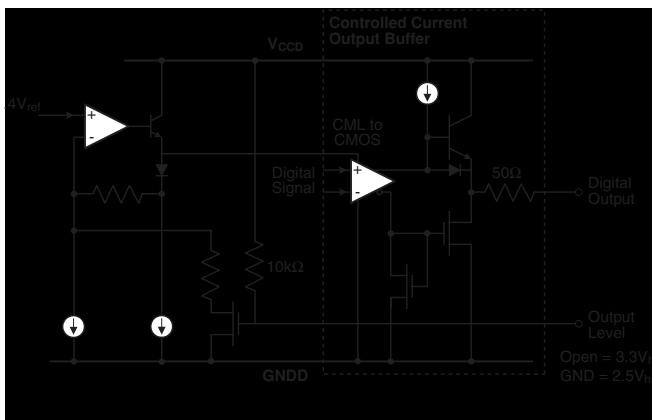 Controlled Current
Output Buffer
VCCD
4Vref
+
-
CML to
CMOS
Digital
Signal
+
-
50Ω
Digital
Output
10kΩ
Output
Level
GNDD
Open = 3.3V
GND = 2.5V